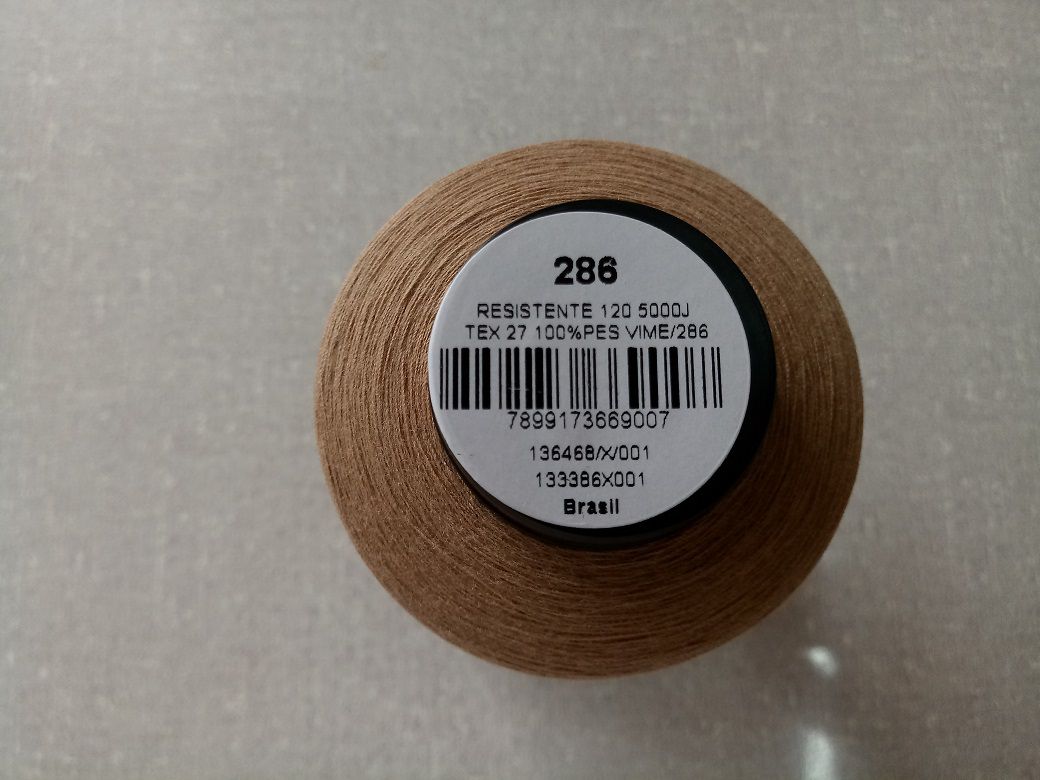 286
RESISTENTE 120 5000J
TEX 27 100%PES VIME/286
7899173669007
136468/X/001
133386X001
Brasil